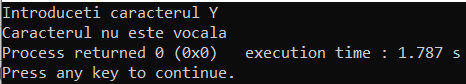 Introduceti caracterul Y
Caracterul nu este vocala
Process returned 0 (0x0)   execution time : 1.787 s
Press any key to continue.